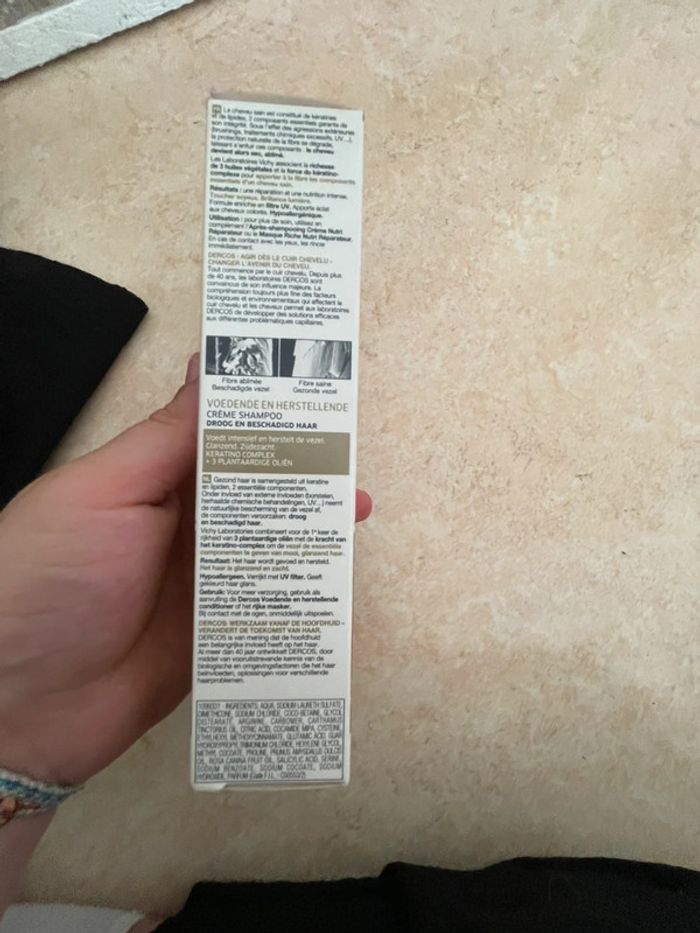 FR Le cheveu sain est constitué de kératines
et de lipides, 2 composants essentiels garants de
son intégrité. Sous l'effet des agressions extérieures
(brushings, traitements chimiques excessifs, UV...),
la protection naturelle de la fibre se dégrade,
laissant s'enfuir ces composants : le cheveu
devient alors sec, abîmé.
Les Laboratoires Vichy associent la richesse
de 3 huiles végétales et la force du kératino-
complexe pour apporter à la fibre les composants
essentiels d'un cheveu sain.
Résultats : une réparation et une nutrition intense.
Toucher soyeux. Brillance lumière.
Formule enrichie en filtre UV. Apporte éclat
aux cheveux colorés. Hypoallergénique.
Utilisation : pour plus de soin, utilisez en
complément l'Après-shampooing Crème Nutri
Réparateur ou le Masque Riche Nutri Réparateur.
En cas de contact avec les yeux, les rincer
immédiatement.
DERCOS : AGIR DÈS LE CUIR CHEVELU -
CHANGER L'AVENIR DU CHEVEU.
Tout commence par le cuir chevelu. Depuis plus
de 40 ans, les laboratoires DERCOS sont
convaincus de son influence majeure. La
compréhension toujours plus fine des facteurs
biologiques et environnementaux qui affectent le
cuir chevelu et les cheveux permet aux laboratoires
DERCOS de développer des solutions efficaces
aux différentes problématiques capillaires.
Fibre abîmée Fibre saine
Beschadigde vezel Gezonde vezel
VOEDENDE EN HERSTELLENDE
CRÈME SHAMPOO
DROOG EN BESCHADIGD HAAR
Voedt intensief en herstelt de vezel.
Glanzend. Zijdezacht.
KERATINO COMPLEX
+ 3 PLANTAARDIGE OLIËN
NL Gezond haar is samengesteld uit keratine
en lipiden, 2 essentiële componenten.
Onder invloed van externe invloeden (borstelen,
herhaalde chemische behandelingen, UV...) neemt
de natuurlijke bescherming van de vezel af,
de componenten veroorzaken: droog
en beschadigd haar.
Vichy Laboratories combineert voor de 1e keer de
rijkheid van 3 plantaardige oliën met de kracht van
het keratino-complex om de vezel de essentiële
componenten te geven van mooi, glanzend haar.
Resultaat: Het haar wordt gevoed en hersteld.
Het haar is glanzend en zacht.
Hypoallergeen. Verrijkt met UV filter. Geeft
gekleurd haar glans.
Gebruik: Voor meer verzorging, gebruik als
aanvulling de Dercos Voedende en herstellende
conditioner of het rijke masker.
Bij contact met de ogen, onmiddellijk uitspoelen.
DERCOS: WERKZAAM VANAF DE HOOFDHUID -
VERANDERT DE TOEKOMST VAN HAAR.
DERCOS is van mening dat de hoofdhuid
een belangrijke invloed heeft op het haar.
Al meer dan 40 jaar ontwikkelt DERCOS, door
middel van vooruitstrevende kennis van de
biologische en omgevingsfactoren die het haar
beïnvloeden, oplossingen voor verschillende
haarproblemen.
INGREDIENTS: AQUA, SODIUM LAURETH SULFATE,
DIMETHICONE, SODIUM CHLORIDE, COCO-BETAINE, GLYCOL
DISTEARATE, ARGININE, CARBOMER, CARTHAMUS
TINCTORIUS OIL, CITRIC ACID, COCAMIDE MIPA, CYSTEINE,
ETHYLHEXYL METHOXYCINNAMATE, GLUTAMIC ACID, GUAR
HYDROXYPROPYLTRIMONIUM CHLORIDE, HEXYLENE GLYCOL,
METHYL COCOATE, PROLINE, PRUNUS AMYGDALUS DULCIS
OIL, ROSA CANINA FRUIT OIL, SALICYLIC ACID, SERINE,
SODIUM BENZOATE, SODIUM COCOATE, SODIUM
HYDROXIDE, PARFUM